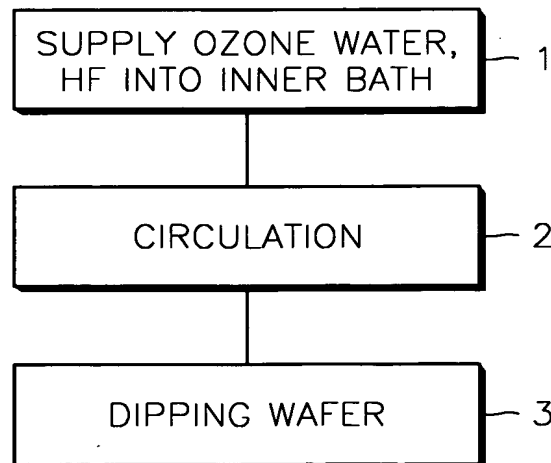 SUPPLY OZONE WATER, 1
HF INTO INNER BATH
CIRCULATION 2
DIPPING WAFER 3